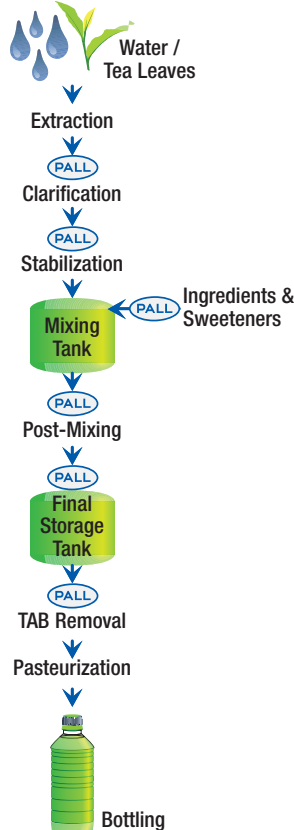 Water /
Tea Leaves
Extraction
PALL
Clarification
PALL
Stabilization
PALL
Ingredients &
Sweeteners
Mixing
Tank
PALL
Post-Mixing
PALL
Final
Storage
Tank
PALL
TAB Removal
Pasteurization
Bottling